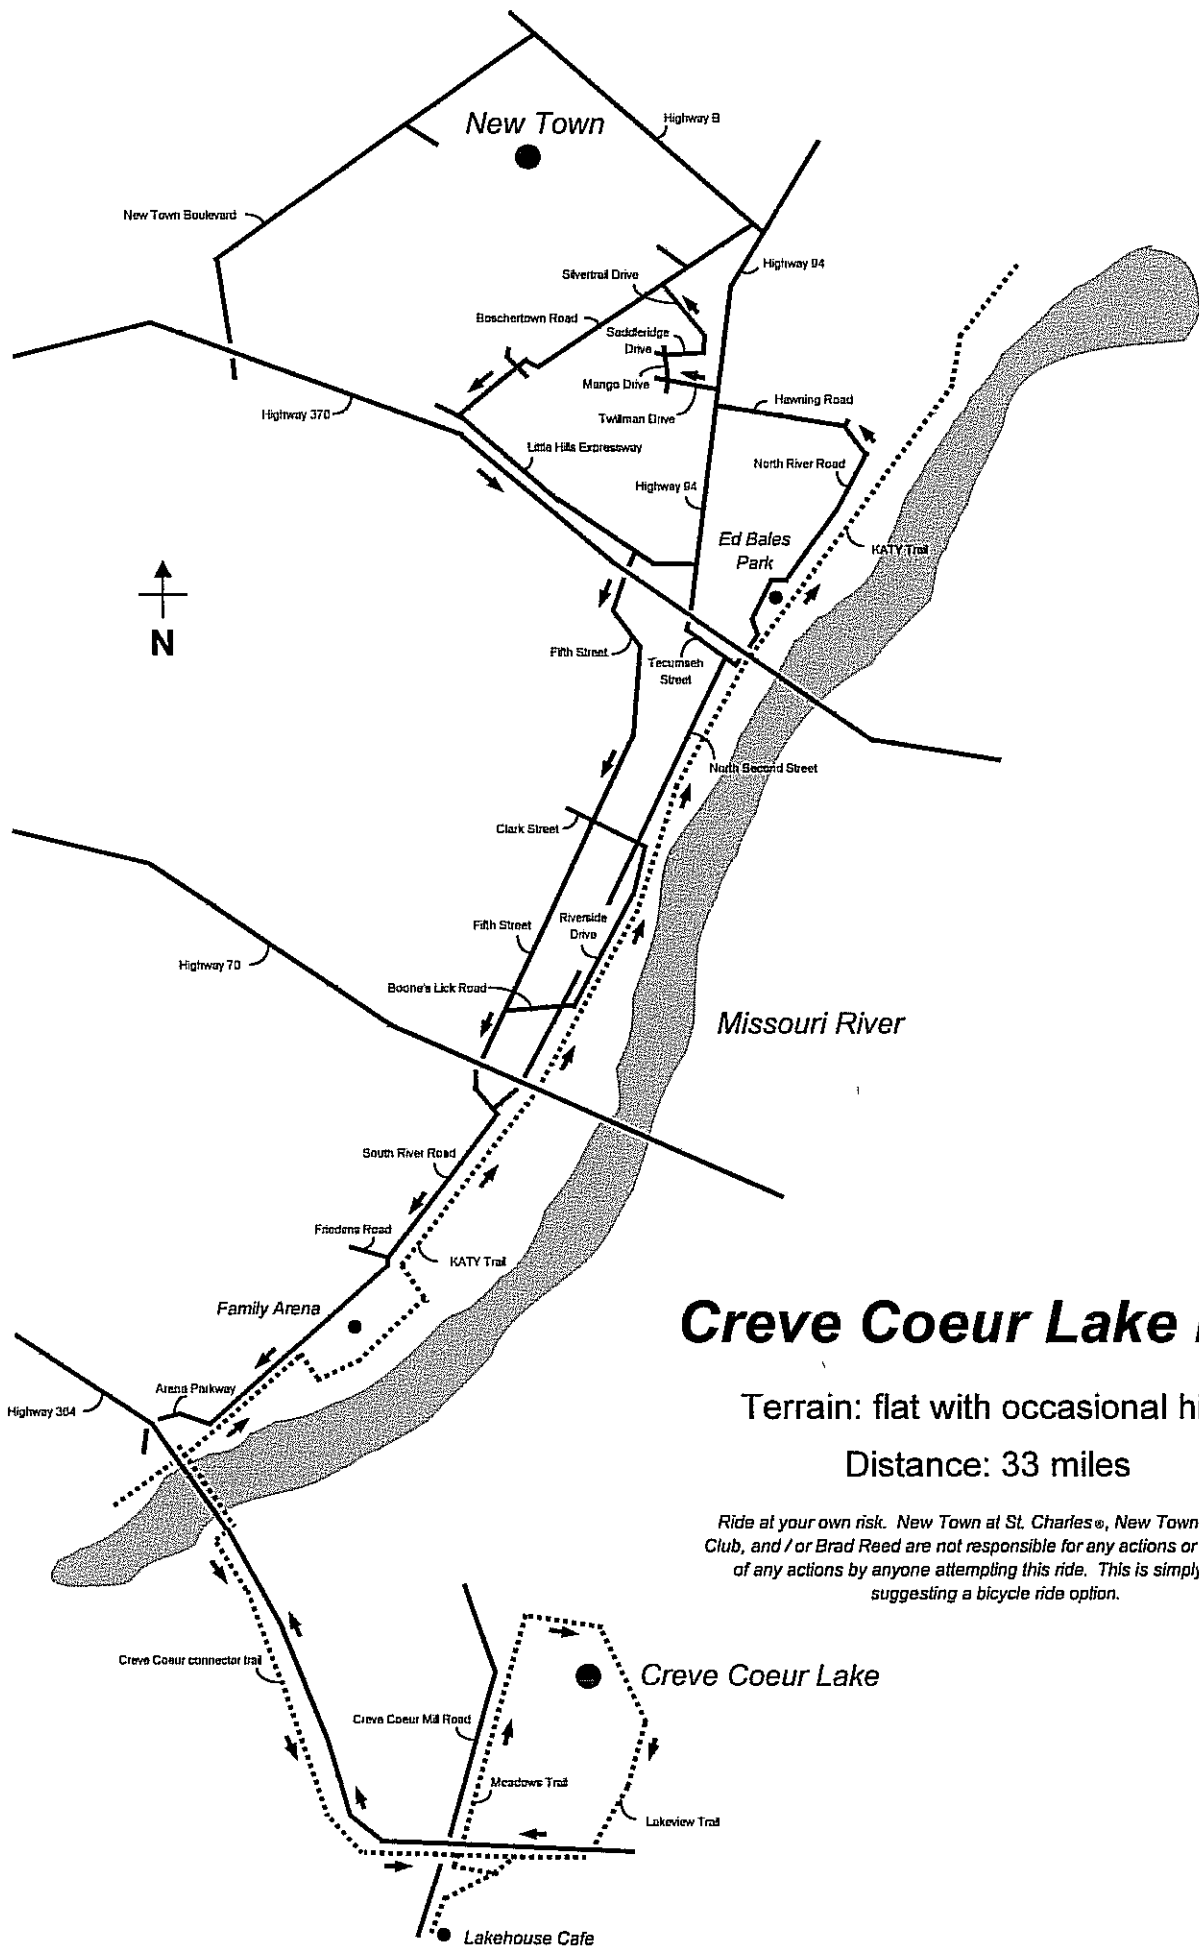 New Town
Highway B
New Town Boulevard
Highway 94
Silvertrail Drive
Boschertown Road
Saddleridge
Drive
Mango Drive
Hawning Road
Highway 370
Twillman Drive
Little Hills Expressway
North River Road
Highway 94
Ed Bales
Park
KATY Trail
N
Fifth Street
Tecumseh
Street
North Second Street
Clark Street
Fifth Street
Riverside
Drive
Highway 70
Boone's Lick Road
Missouri River
South River Road
Friedens Road
KATY Trail
Family Arena
Creve Coeur Lake
Arena Parkway
Highway 364
Terrain: flat with occasional hi
Distance: 33 miles
Ride at your own risk. New Town at St. Charles®, New Town
Club, and / or Brad Reed are not responsible for any actions or
of any actions by anyone attempting this ride. This is simply
suggesting a bicycle ride option.
Creve Coeur connector trail
Creve Coeur Lake
Creve Coeur Mill Road
Meadows Trail
Lakeview Trail
Lakehouse Cafe